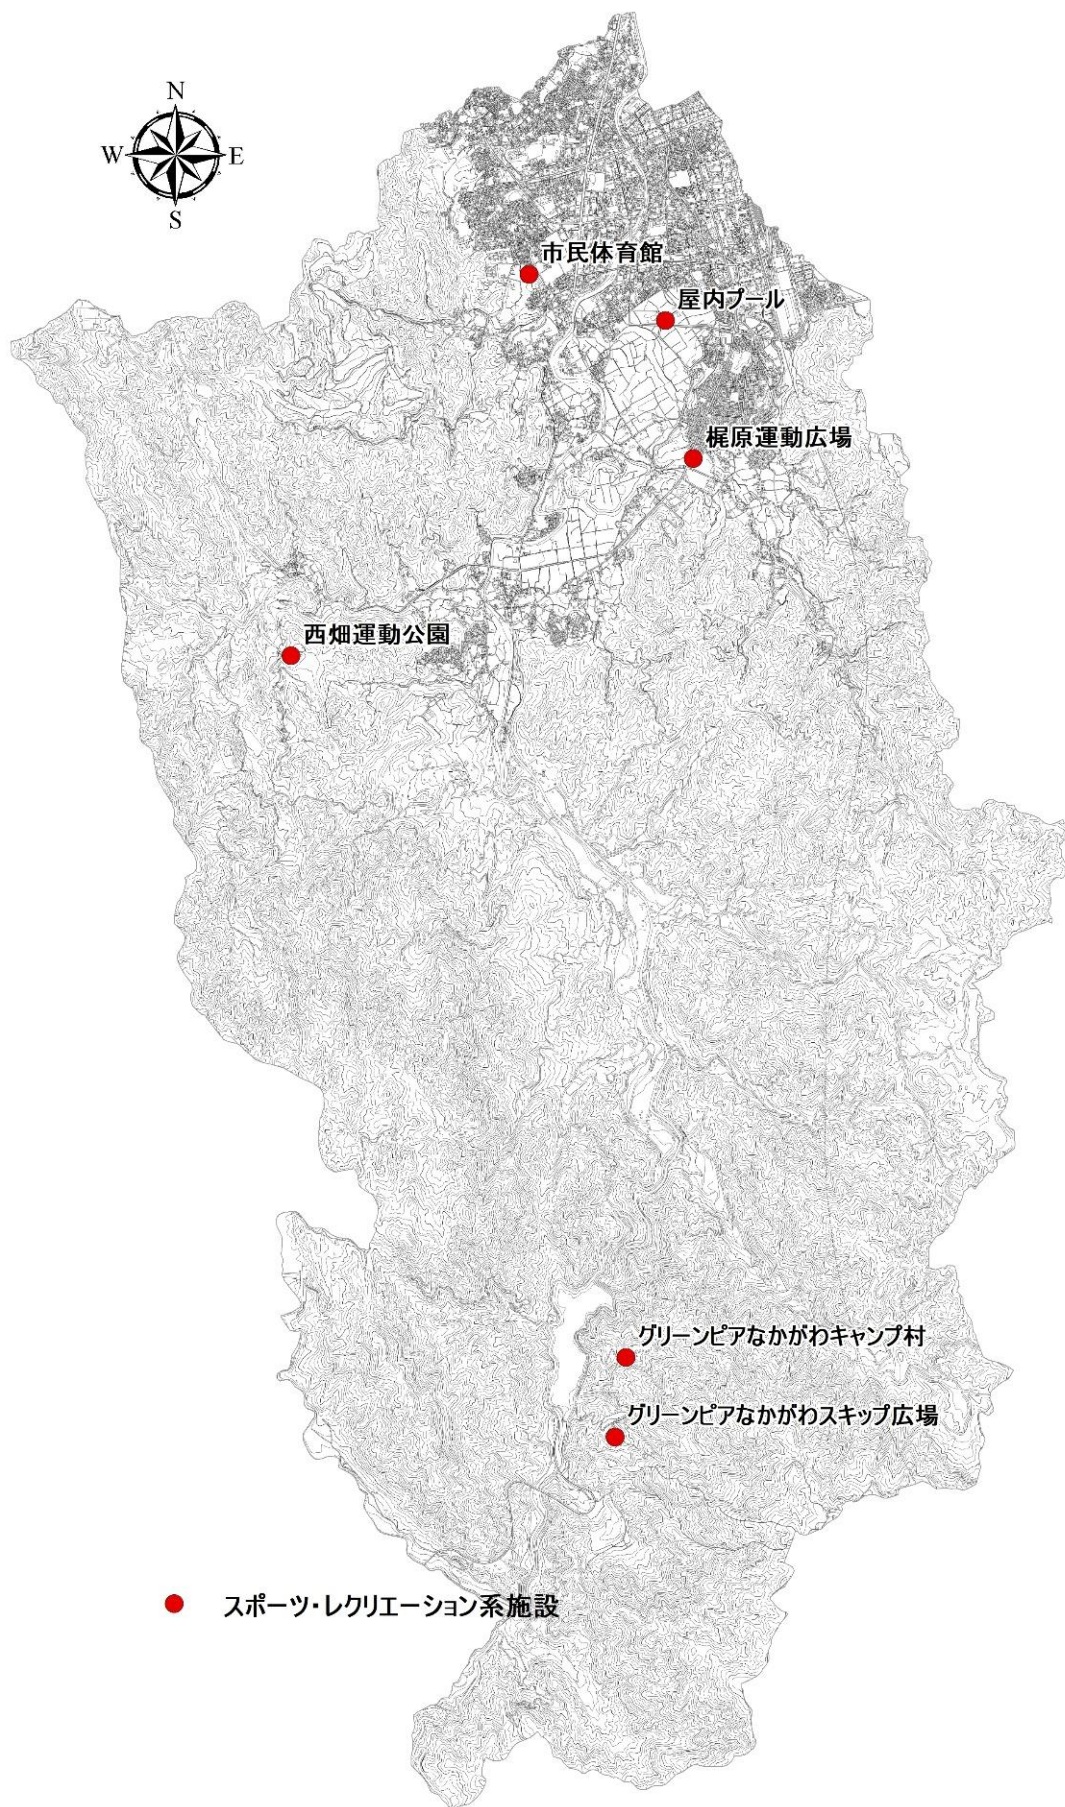 N
W
E
S
市民体育館
屋内プール
梶原運動広場
西畑運動公園
グリーンピアなかがわキャンプ村
グリーンピアなかがわスキップ広場
スポーツ・レクリエーション系施設